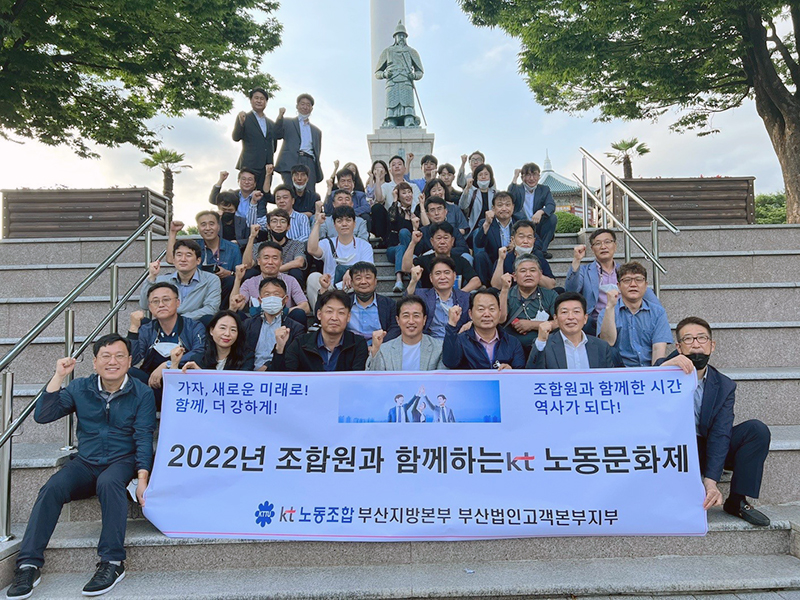 가자, 새로운 미래로!
함께, 더 강하게!
조합원과 함께한 시간
역사가 되다!
2022년 조합원과 함께하는 kt 노동문화제
KTTU kt 노동조합 부산지방본부 부산법인고객본부지부